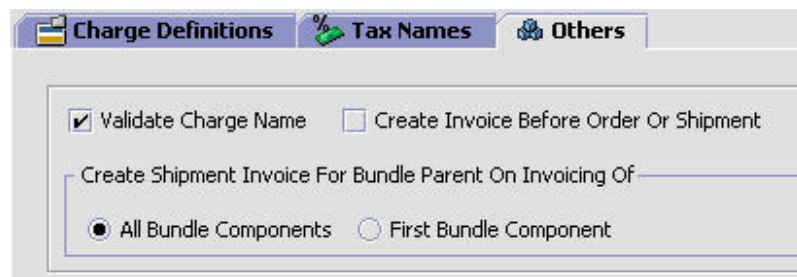 Charge Definitions % Tax Names Others
Validate Charge Name Create Invoice Before Order Or Shipment
Create Shipment Invoice For Bundle Parent On Invoicing Of
All Bundle Components First Bundle Component